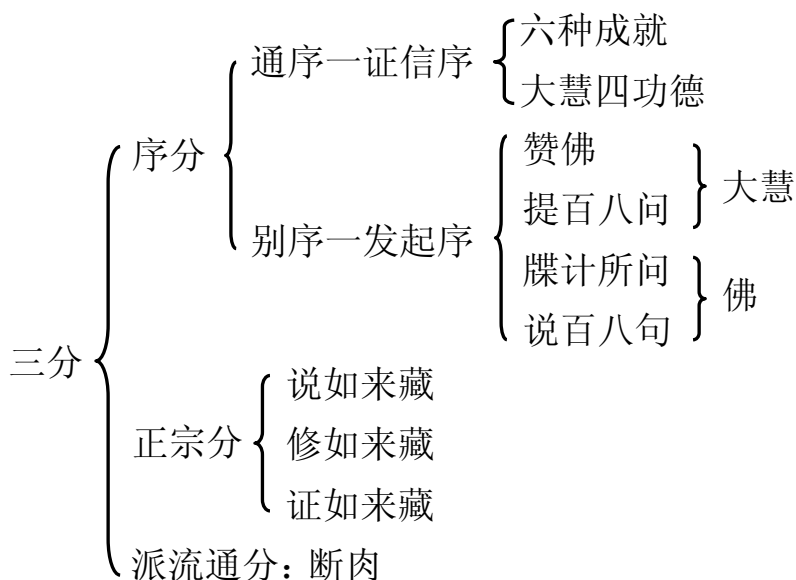 三分
序分
通序一证信序
六种成就
大慧四功德
别序一发起序
赞佛
提百八问
大慧
牒计所问
说百八句
佛
正宗分
说如来藏
修如来藏
证如来藏
派流通分：断肉